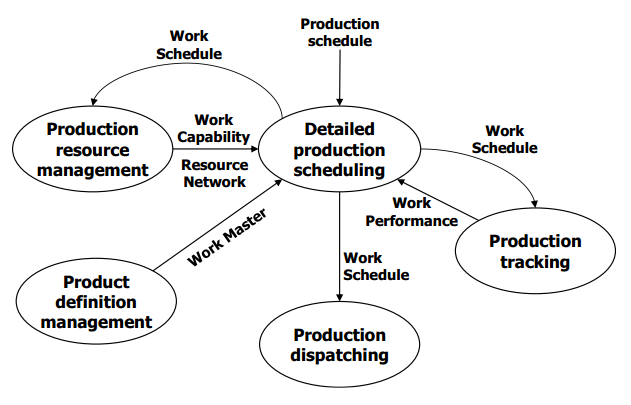 Production
schedule
Work
Schedule
Production
resource
management
Work
Capability
Resource
Network
Detailed
production
scheduling
Work
Schedule
Work
Performance
Production
tracking
Work Master
Product
definition
management
Work
Schedule
Production
dispatching